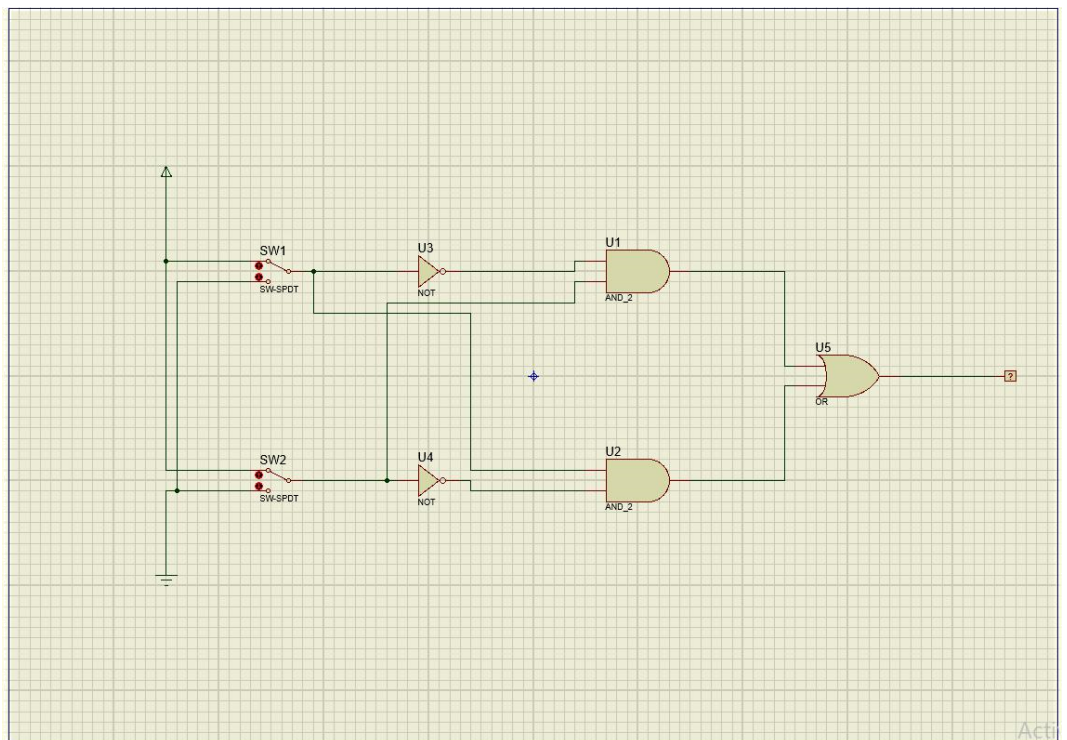 SW1
SW-SPDT
U3
NOT
U1
AND_2
U5
OR
?
SW2
SW-SPDT
U4
NOT
U2
AND_2
Acti